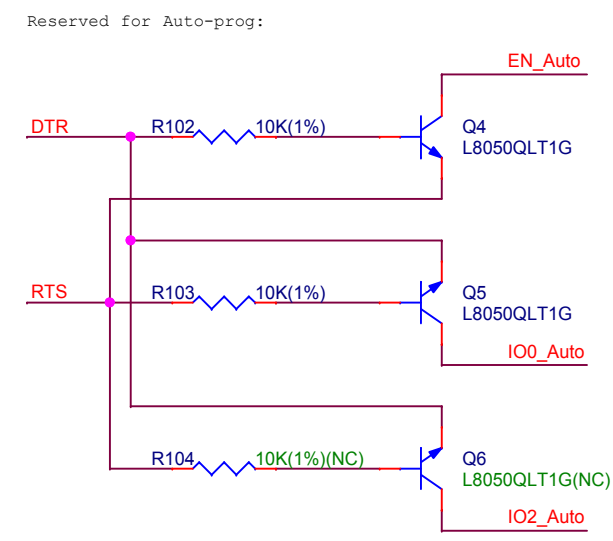 Reserved for Auto-prog:
EN_Auto
DTR
R102
10K(1%)
Q4
L8050QLT1G
RTS
R103
10K(1%)
Q5
L8050QLT1G
IO0_Auto
R104
10K(1%)(NC)
Q6
L8050QLT1G(NC)
IO2_Auto